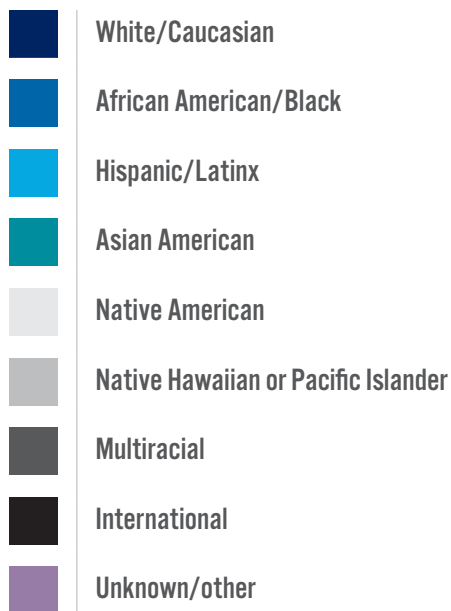 White/Caucasian
African American/Black
Hispanic/Latinx
Asian American
Native American
Native Hawaiian or Pacific Islander
Multiracial
International
Unknown/other